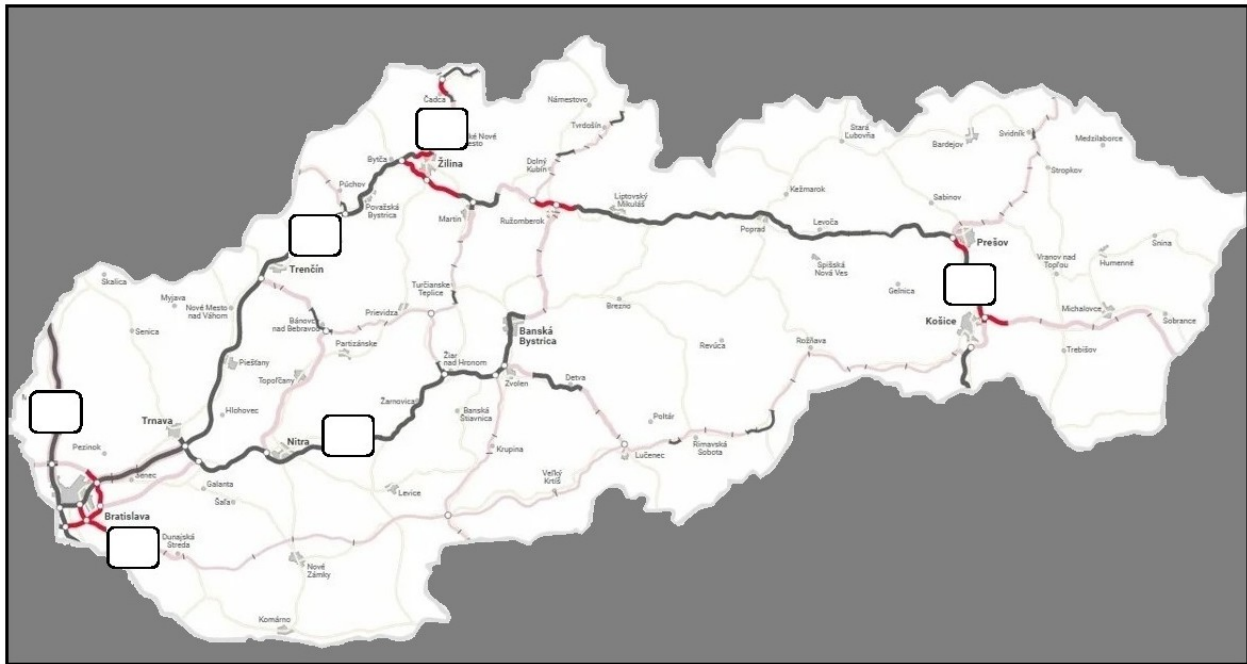 Čadca
ké Nové
esto
Námestovo
Tvrdošín
Bytča
Žilina
Dolný
Kubín
Púchov
Považská
Bystrica
Martin
Ružomberok
Liptovský
Mikuláš
Stará
Ľubovňa
Bardejov
Svidník
Medzilaborce
Stropkov
Kežmarok
Sabinov
Poprad
Levoča
Prešov
Spišská
Nová Ves
Gelnica
Vranov nad
Topľou
Humenné
Snina
Michalovce
Sobrance
Košice
Trebišov
Skalica
Myjava
Nové Mesto
nad Váhom
Senica
Trenčín
Turčianske
Teplice
Bánovce
nad Bebravou
Prievidza
Partizánske
Brezno
Banská
Bystrica
Revúca
Rožňava
Piešťany
Topoľčany
Žiar
nad Hronom
Zvolen
Detva
Hlohovec
Žarnovica
Banská
Štiavnica
Poltár
Trnava
Nitra
Krupina
Lučenec
Rimavská
Sobota
Pezinok
Senec
Galanta
Šaľa
Levice
Veľký
Krtíš
Bratislava
Dunajská
Streda
Nové
Zámky
Komárno